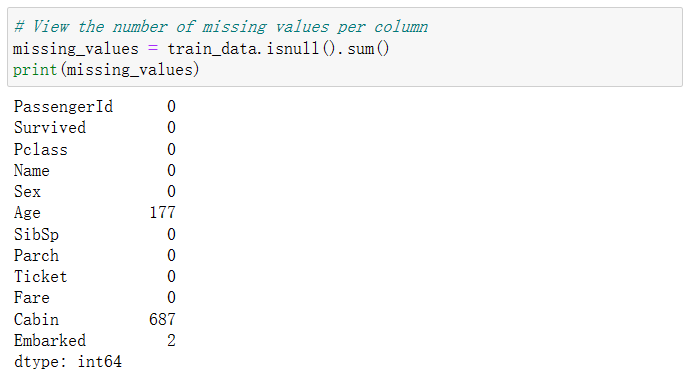 # View the number of missing values per column
missing_values = train_data.isnull().sum()
print(missing_values)
PassengerId 0
Survived 0
Pclass 0
Name 0
Sex 0
Age 177
SibSp 0
Parch 0
Ticket 0
Fare 0
Cabin 687
Embarked 2
dtype: int64